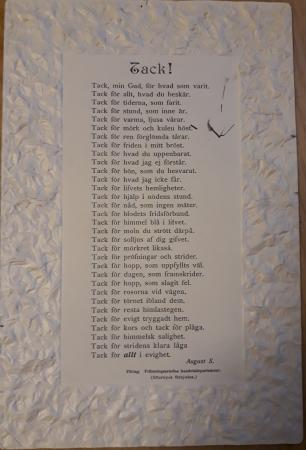 Tack!
Tack, min Gud, för hvad som varit.
Tack för allt, hvad du beskär.
Tack för tiderna, som farit.
Tack för stund, som inne är.
Tack för varma, ljusa vårar.
Tack för mörk och kulen höst.
Tack för ren förglömda tårar.
Tack för friden i mitt bröst.
Tack för hvad du uppenbarat.
Tack för hvad jag ej förstår.
Tack för bön, som du besvarat.
Tack för hvad jag icke får.
Tack för lifvets hemligheter.
Tack för hjälp i nödens stund.
Tack för nåd, som ingen mäter.
Tack för blodets fridsförbund.
Tack för himmel blå i lifvet.
Tack för moln du strött därpå.
Tack för solljus af dig gifvet.
Tack för mörkret likaså.
Tack för pröfningar och strider.
Tack för hopp, som uppfyllts väl.
Tack för dagen, som framskrider.
Tack för hopp, som slagit fel.
Tack för rosorna vid vägen.
Tack för törnet ibland dem.
Tack för resta himlastegen.
Tack för evigt tryggadt hem.
Tack för kors och tack för plåga.
Tack för himmelsk salighet.
Tack för stridens klara låga
Tack för allt i evighet.
August S.
Förlag: Frälsningsarméns handelsdepartement.
(Eftertryck förbjudes.)